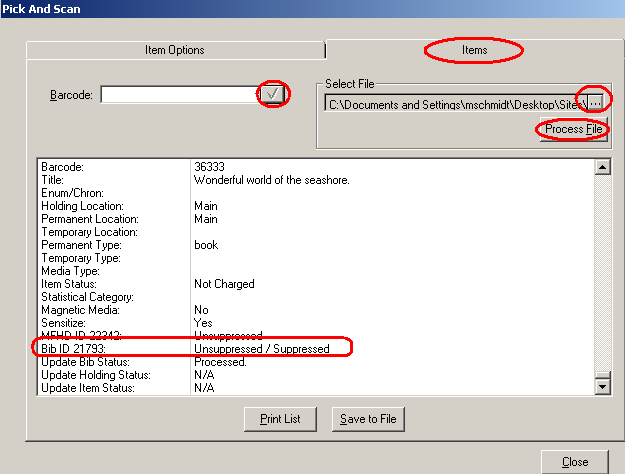 Pick And Scan
Item Options Items
Barcode:
Select File
C:\Documents and Settings\mschmidt\Desktop\Sites\ ...
Process File
Barcode: 36333
Title: Wonderful world of the seashore.
Enum/Chron:
Holding Location: Main
Permanent Location: Main
Temporary Location:
Permanent Type: book
Temporary Type:
Media Type:
Item Status: Not Charged
Statistical Category:
Magnetic Media: No
Sensitize: Yes
MFHD ID 22342: Unsuppressed
Bib ID 21793: Unsuppressed / Suppressed
Update Bib Status: Processed.
Update Holding Status: N/A
Update Item Status: N/A
Print List Save to File
Close